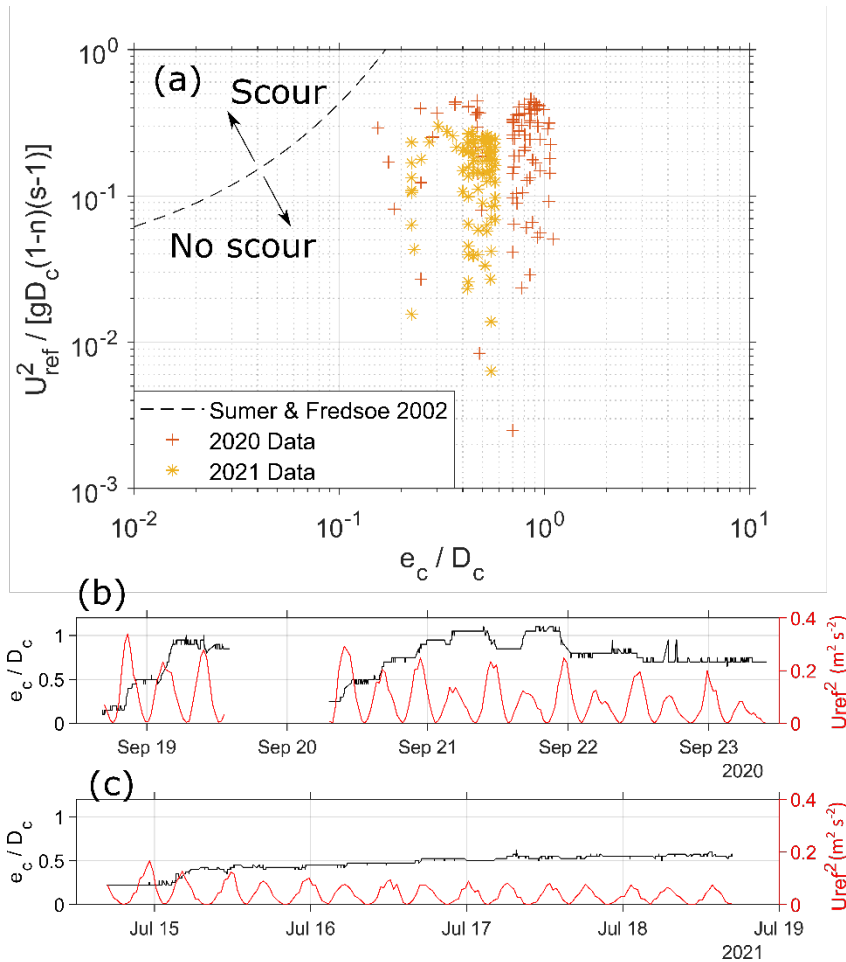 (a)
10^0
Scour
10^-1
No scour
U^2_ref / [gD_c(1-n)(s-1)]
10^-2
Sumer & Fredsoe 2002
2020 Data
2021 Data
10^-3
10^-2 10^-1 10^0 10^1
e_c / D_c
(b)
e_c / D_c
1
0.5
0
0.4
0.2
0
Uref^2 (m^2 s^-2)
Sep 19 Sep 20 Sep 21 Sep 22 Sep 23
2020
(c)
e_c / D_c
1
0.5
0
0.4
0.2
0
Uref^2 (m^2 s^-2)
Jul 15 Jul 16 Jul 17 Jul 18 Jul 19
2021